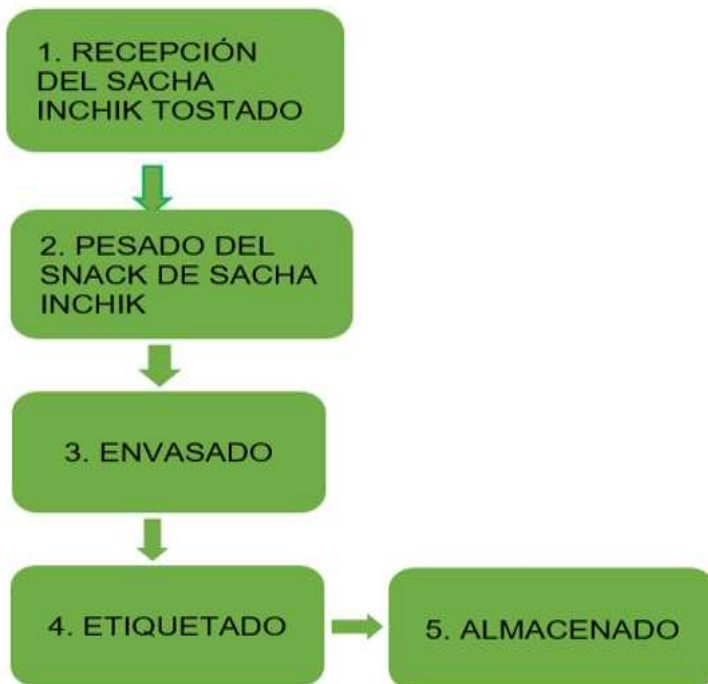 1. RECEPCIÓN
DEL SACHA
INCHIK TOSTADO
2. PESADO DEL
SNACK DE SACHA
INCHIK
3. ENVASADO
4. ETIQUETADO
5. ALMACENADO